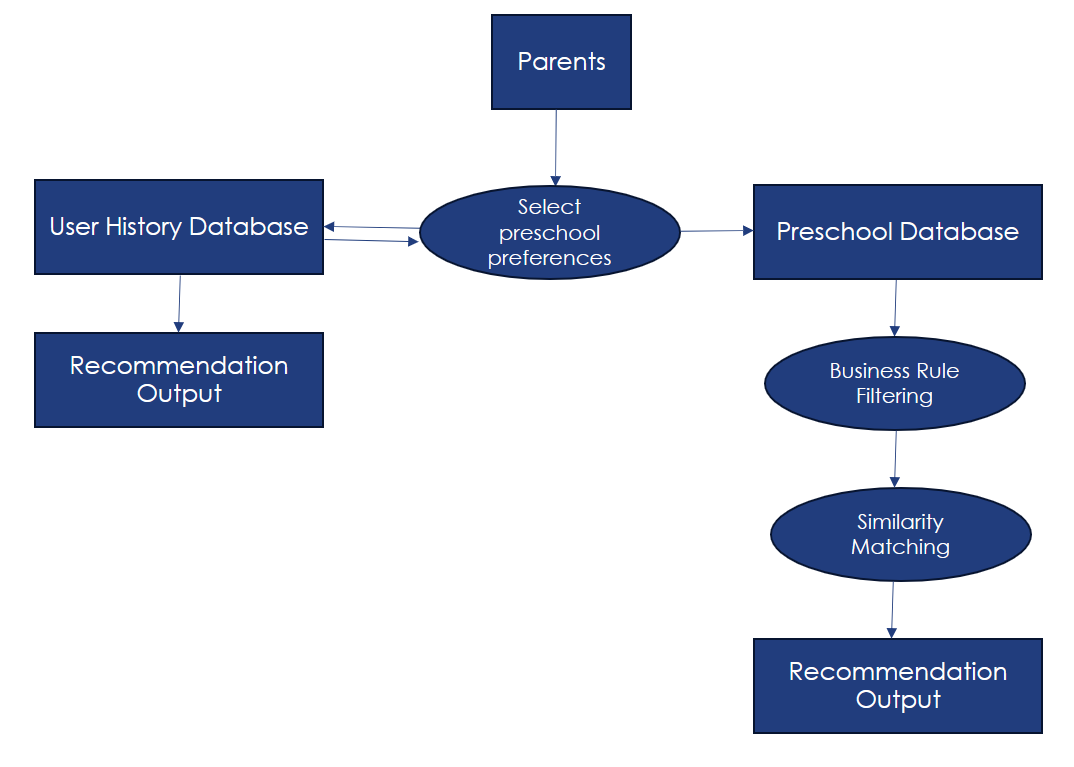 Parents
User History Database
Select
preschool
preferences
Preschool Database
Recommendation
Output
Business Rule
Filtering
Similarity
Matching
Recommendation
Output